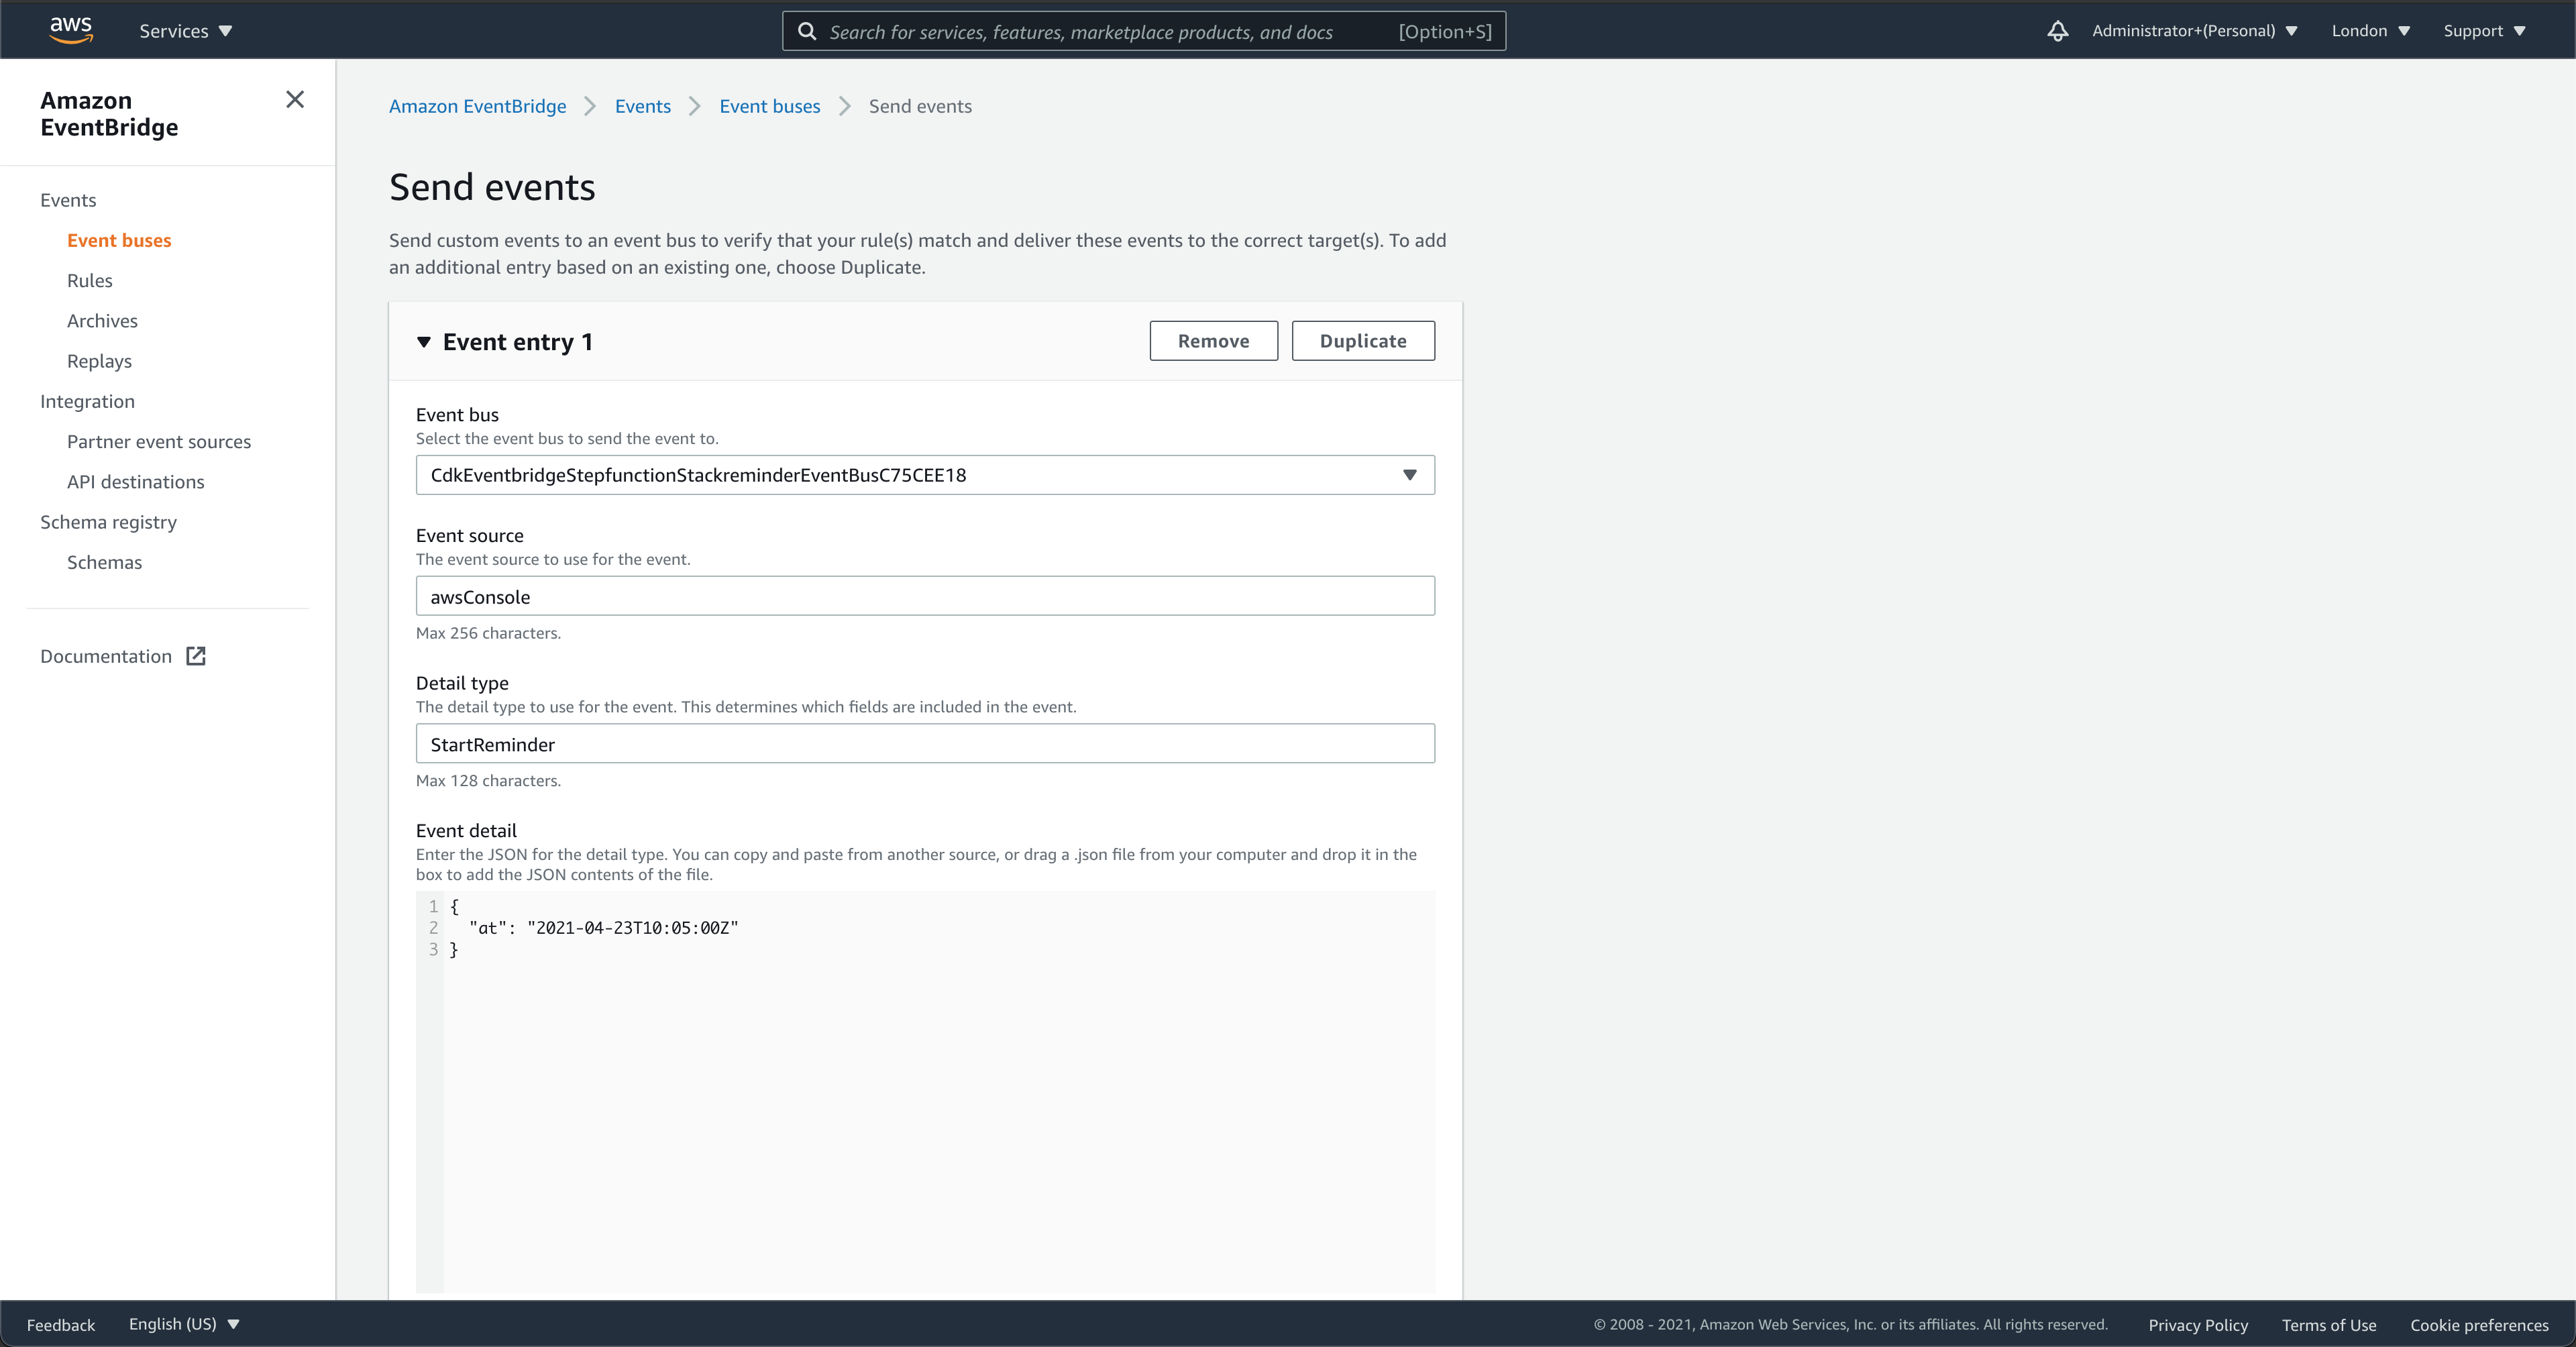 aws
Services
Search for services, features, marketplace products, and docs
[Option+S]
Administrator+(Personal)
London
Support
Amazon
EventBridge
Events
Event buses
Rules
Archives
Replays
Integration
Partner event sources
API destinations
Schema registry
Schemas
Documentation
Amazon EventBridge
Events
Event buses
Send events
Send events
Send custom events to an event bus to verify that your rule(s) match and deliver these events to the correct target(s). To add
an additional entry based on an existing one, choose Duplicate.
Event entry 1
Remove
Duplicate
Event bus
Select the event bus to send the event to.
CdkEventbridgeStepfunctionStackreminderEventBusC75CEE18
Event source
The event source to use for the event.
awsConsole
Max 256 characters.
Detail type
The detail type to use for the event. This determines which fields are included in the event.
StartReminder
Max 128 characters.
Event detail
Enter the JSON for the detail type. You can copy and paste from another source, or drag a .json file from your computer and drop it in the
box to add the JSON contents of the file.
1 {
2 "at": "2021-04-23T10:05:00Z"
3 }
Feedback
English (US)
© 2008 - 2021, Amazon Web Services, Inc. or its affiliates. All rights reserved.
Privacy Policy
Terms of Use
Cookie preferences